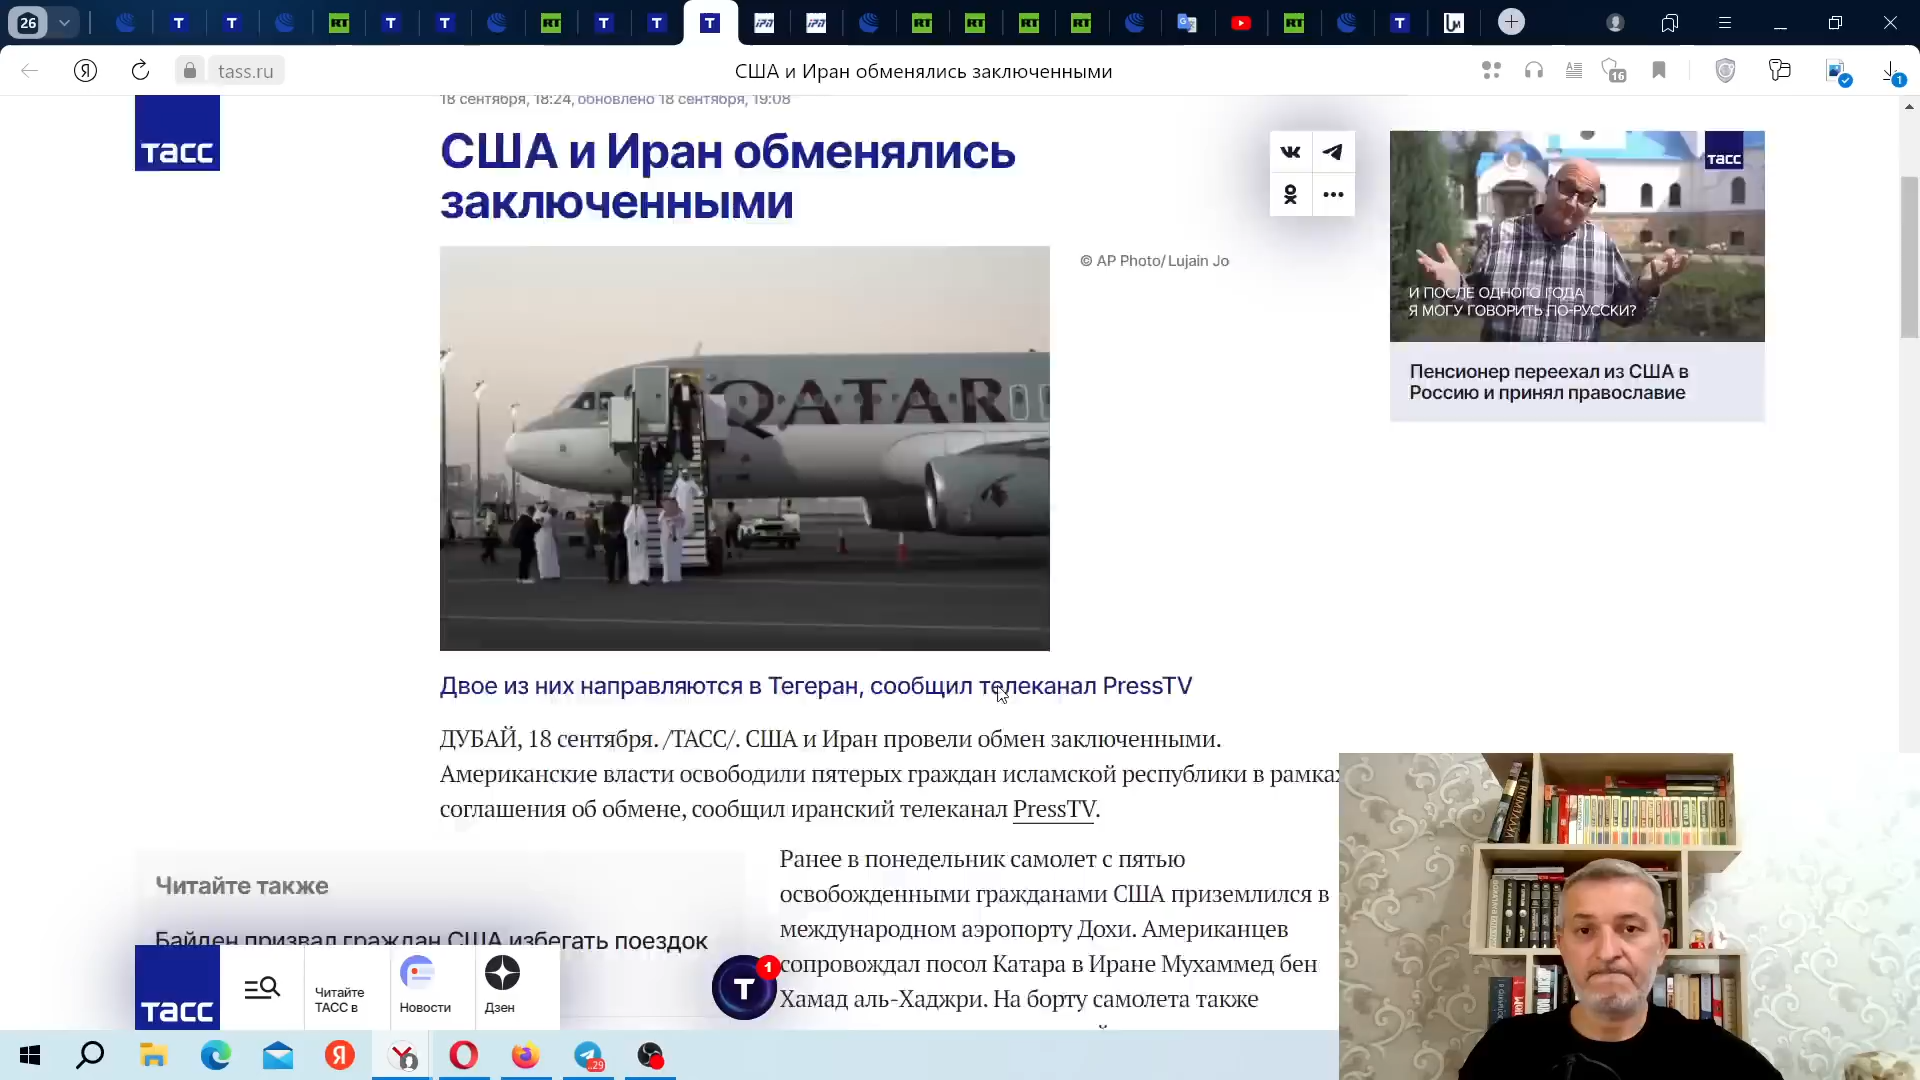 26
tass.ru
США и Иран обменялись заключенными
16
1
18 сентября, 18:24, обновлено 18 сентября, 19:08
ТАСС
США и Иран обменялись
заключенными
© AP Photo/ Lujain Jo
QATAR
ТАСС
И ПОСЛЕ ОДНОГО ГОДА
Я МОГУ ГОВОРИТЬ ПО-РУССКИ?
Пенсионер переехал из США в
Россию и принял православие
Двое из них направляются в Тегеран, сообщил телеканал PressTV
ДУБАЙ, 18 сентября. /ТАСС/. США и Иран провели обмен заключенными.
Американские власти освободили пятерых граждан исламской республики в рамках
соглашения об обмене, сообщил иранский телеканал PressTV.
Читайте также
Байден призвал граждан США избегать поездок
Ранее в понедельник самолет с пятью
освобожденными гражданами США приземлился в
международном аэропорту Дохи. Американцев
сопровождал посол Катара в Иране Мухаммед бен
Хамад аль-Хаджри. На борту самолета также
ТАСС
Читайте
ТАСС в
Новости
Дзен
T
1
..29